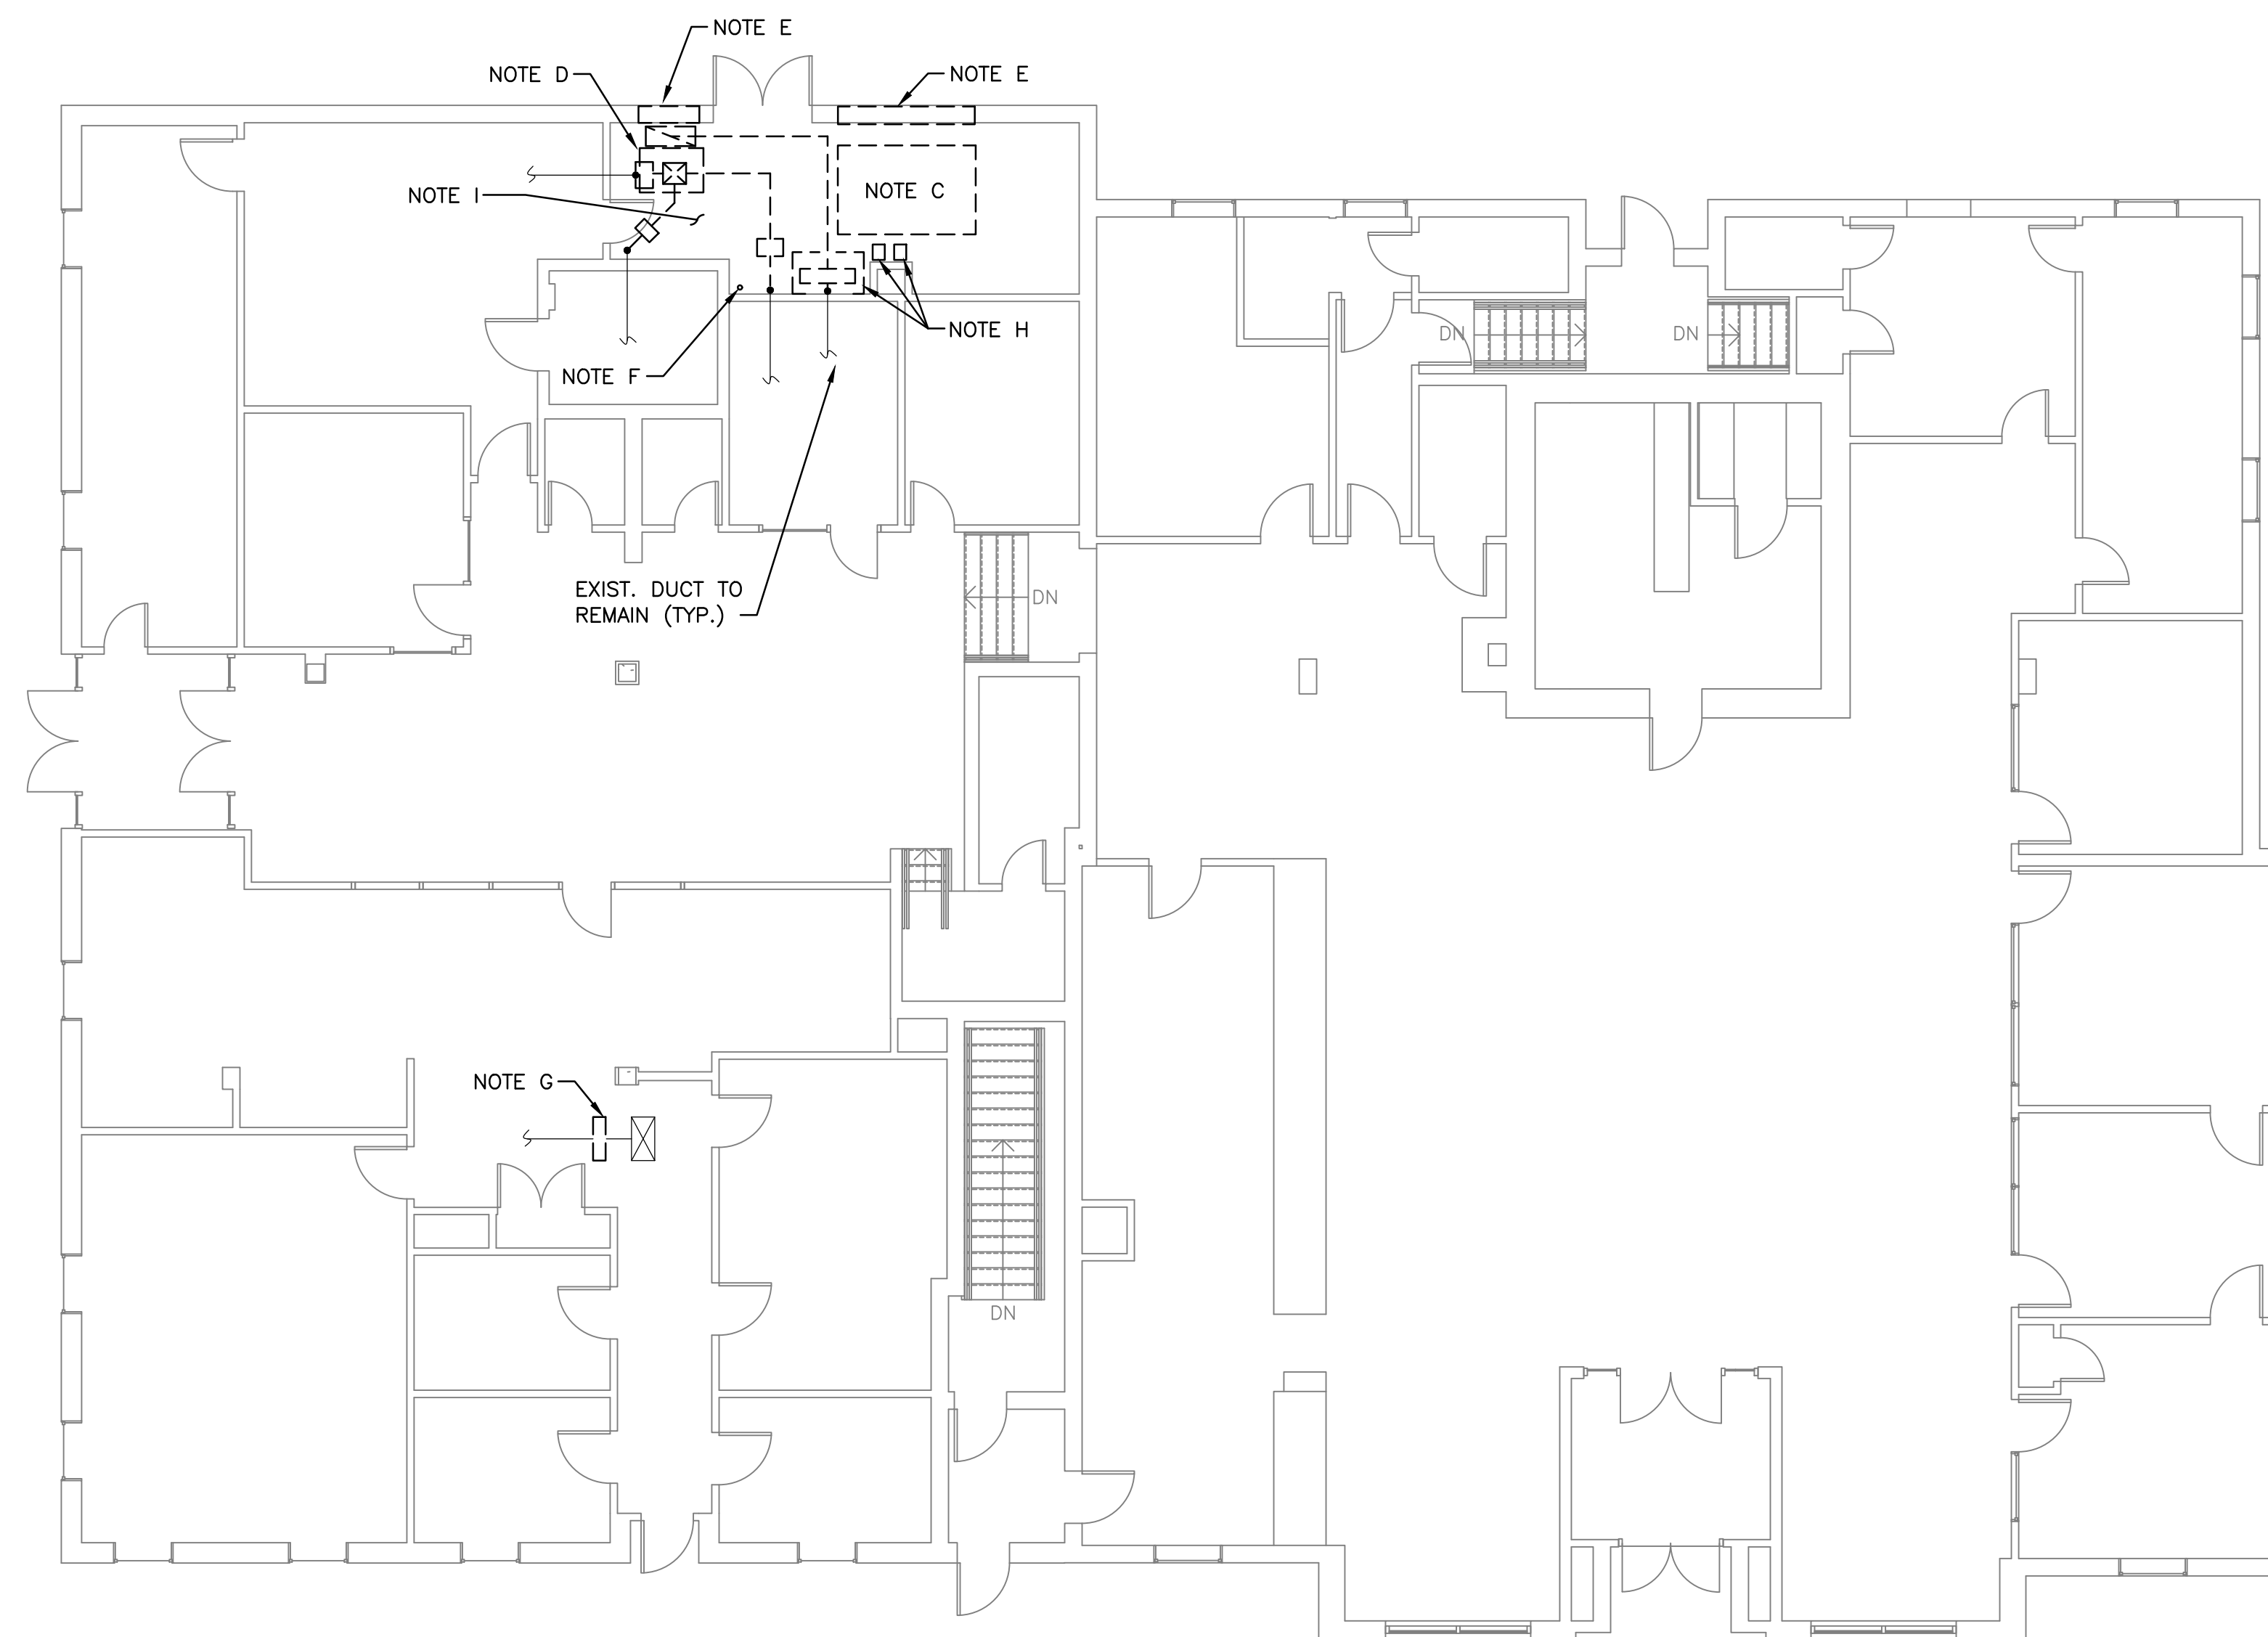 NOTE E
NOTE D
NOTE E
NOTE I
NOTE C
NOTE H
DN
DN
NOTE F
EXIST. DUCT TO
REMAIN (TYP.)
DN
NOTE G
DN